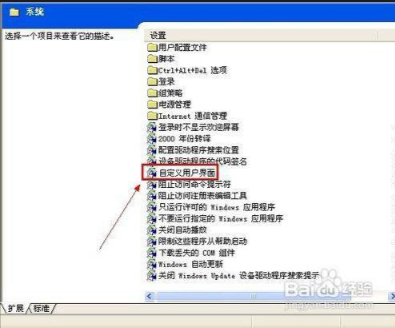 系统
选择一个项目来查看它的描述。
设置
用户配置文件
脚本
Ctrl+Alt+Del 选项
登录
组策略
电源管理
Internet 通信管理
登录时不显示欢迎屏幕
2000 年份转译
配置驱动程序搜索位置
设备驱动程序的代码签名
自定义用户界面
阻止访问命令提示符
阻止访问注册表编辑工具
只运行许可的 Windows 应用程序
不要运行指定的 Windows 应用程序
关闭自动播放
限制这些程序从帮助启动
下载丢失的 COM 组件
Windows 自动更新
关闭 Windows Update 设备驱动程序搜索提示
Baidu 经验
扩展 标准